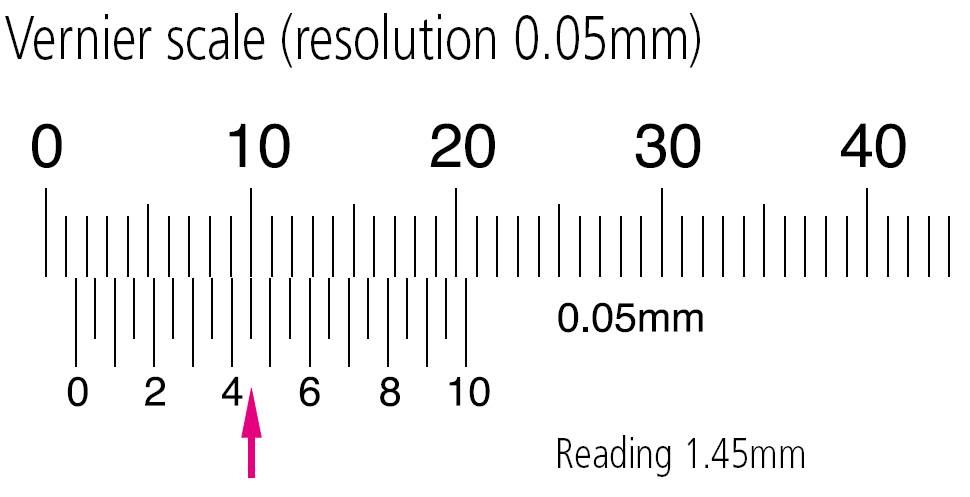 Vernier scale (resolution 0.05mm)
0 10 20 30 40
0.05mm
0 2 4 6 8 10
Reading 1.45mm